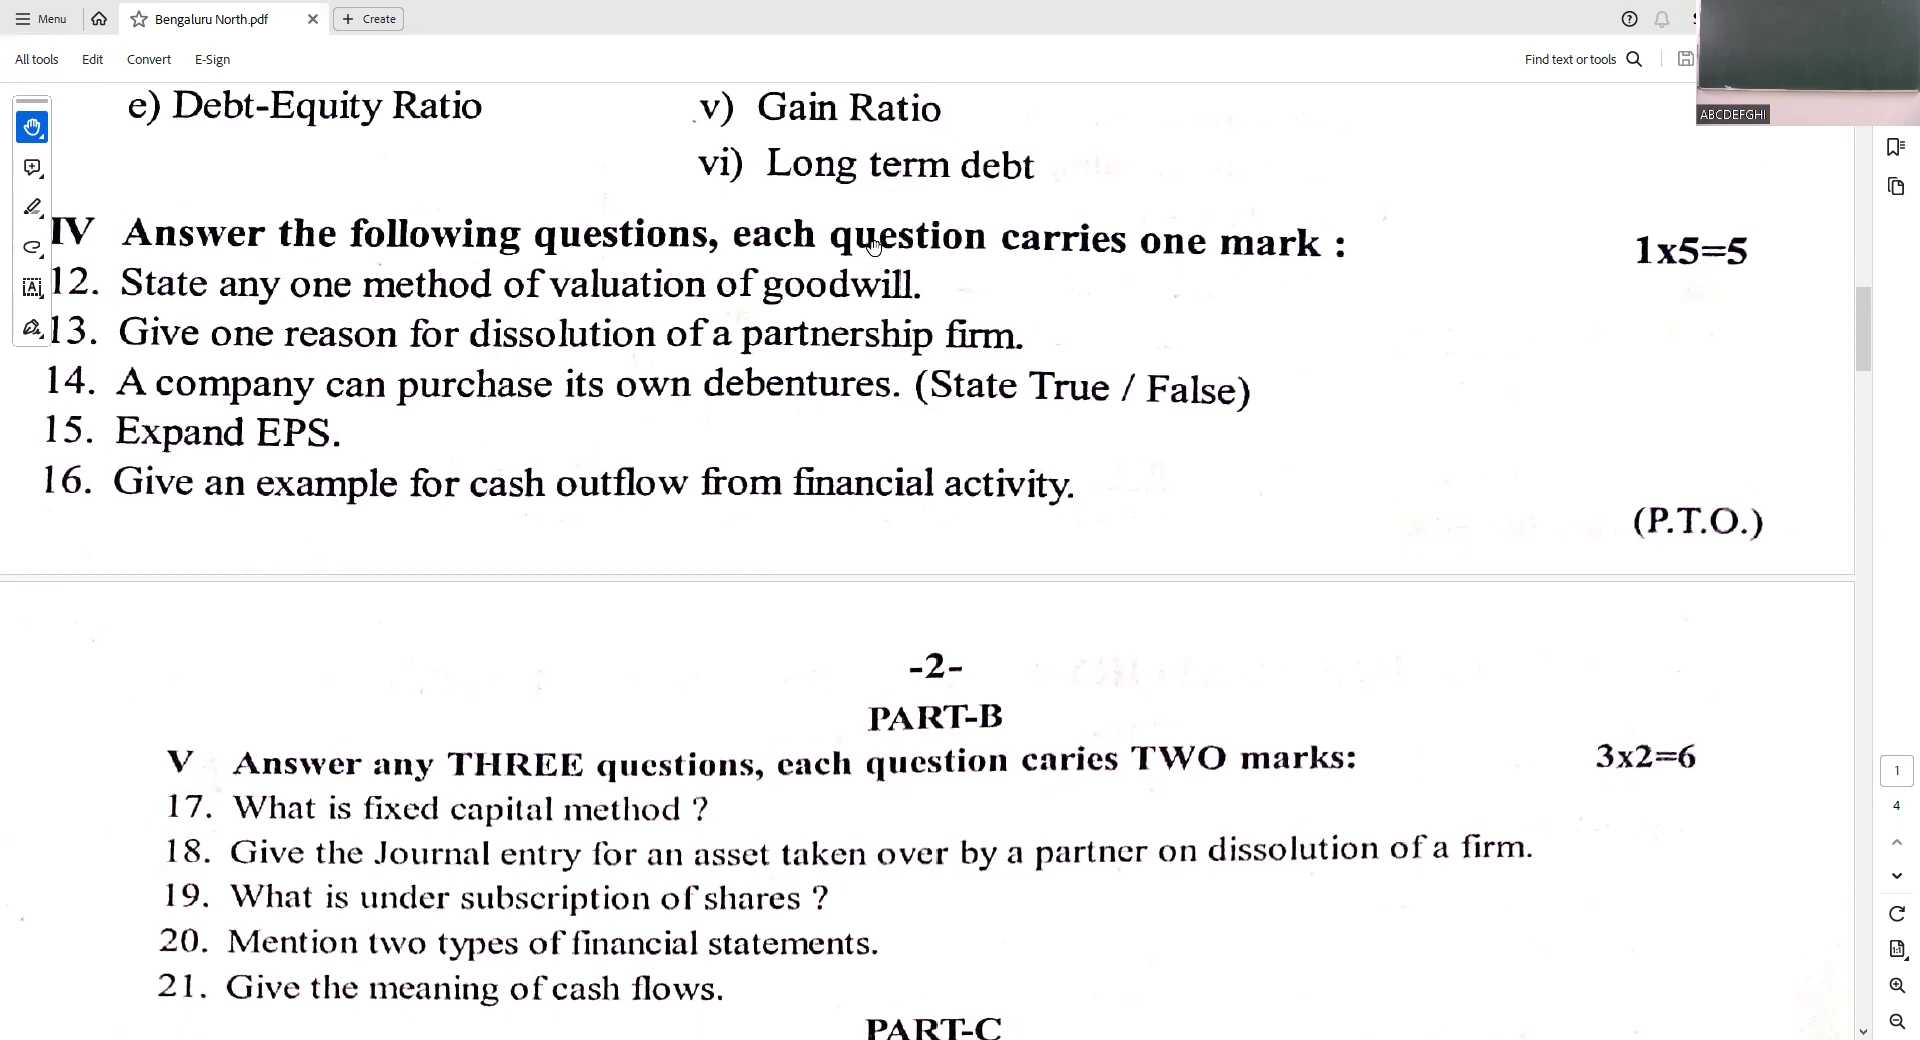 Menu
Bengaluru North.pdf
Create
All tools
Edit
Convert
E-Sign
Find text or tools
ABCDEFGHI
e) Debt-Equity Ratio
v) Gain Ratio
vi) Long term debt
IV Answer the following questions, each question carries one mark : 1x5=5
12. State any one method of valuation of goodwill.
13. Give one reason for dissolution of a partnership firm.
14. A company can purchase its own debentures. (State True / False)
15. Expand EPS.
16. Give an example for cash outflow from financial activity.
(P.T.O.)
-2-
PART-B
V Answer any THREE questions, each question caries TWO marks: 3x2=6
17. What is fixed capital method ?
18. Give the Journal entry for an asset taken over by a partner on dissolution of a firm.
19. What is under subscription of shares ?
20. Mention two types of financial statements.
21. Give the meaning of cash flows.
PART-C
1
4